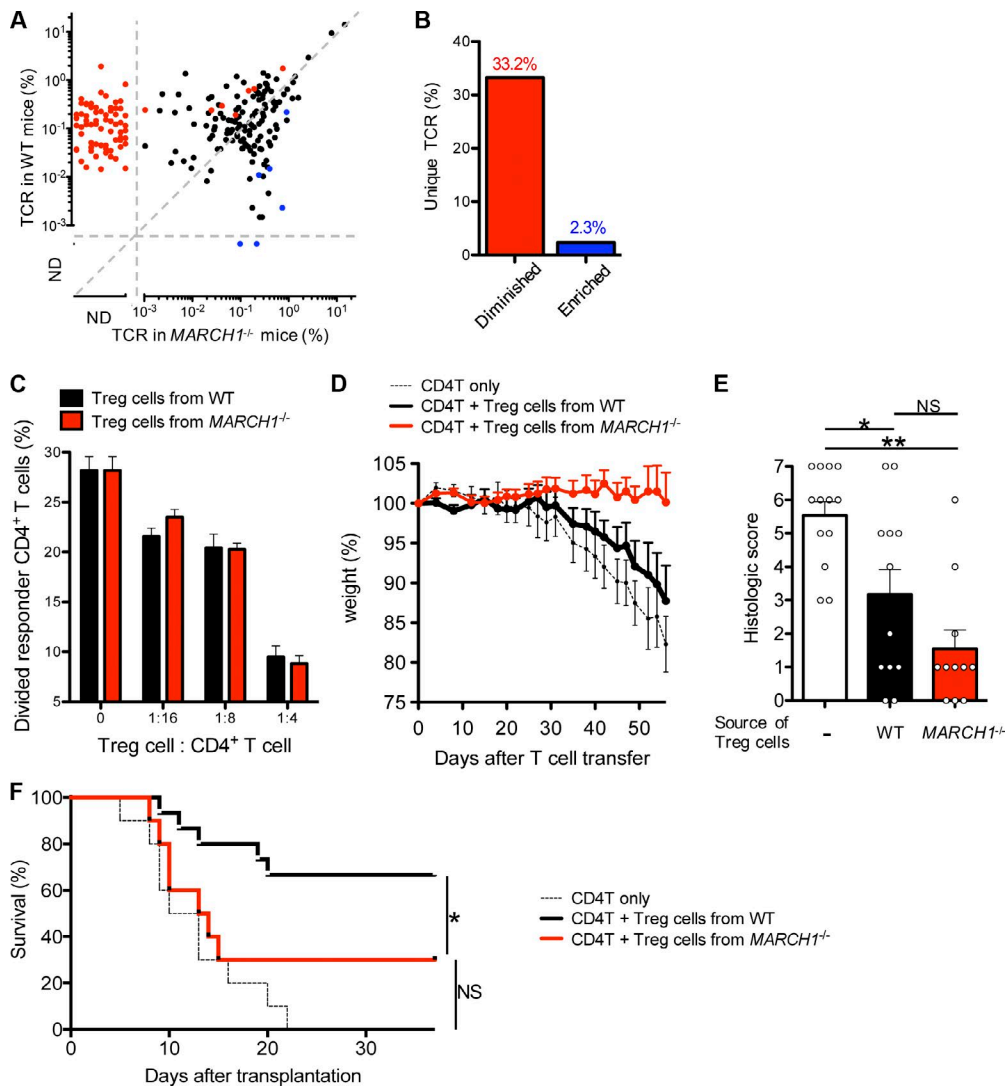 A
TCR in WT mice (%)
10¹
10⁰
10⁻¹
10⁻²
10⁻³
ND
ND
10⁻³ 10⁻² 10⁻¹ 10⁰ 10¹
TCR in MARCH1⁻/⁻ mice (%)
B
Unique TCR (%)
40
30
20
10
0
33.2%
2.3%
Diminished
Enriched
C
Treg cells from WT
Treg cells from MARCH1⁻/⁻
Divided responder CD4⁺ T cells (%)
30
25
20
15
10
5
0 1:16 1:8 1:4
Treg cell : CD4⁺ T cell
D
CD4T only
CD4T + Treg cells from WT
CD4T + Treg cells from MARCH1⁻/⁻
weight (%)
110
105
100
95
90
85
80
75
0 10 20 30 40 50
Days after T cell transfer
E
NS
*
**
Histologic score
7
6
5
4
3
2
1
0
Source of
Treg cells
- WT MARCH1⁻/⁻
F
Survival (%)
100
80
60
40
20
0
0 10 20 30
Days after transplantation
*
NS
CD4T only
CD4T + Treg cells from WT
CD4T + Treg cells from MARCH1⁻/⁻